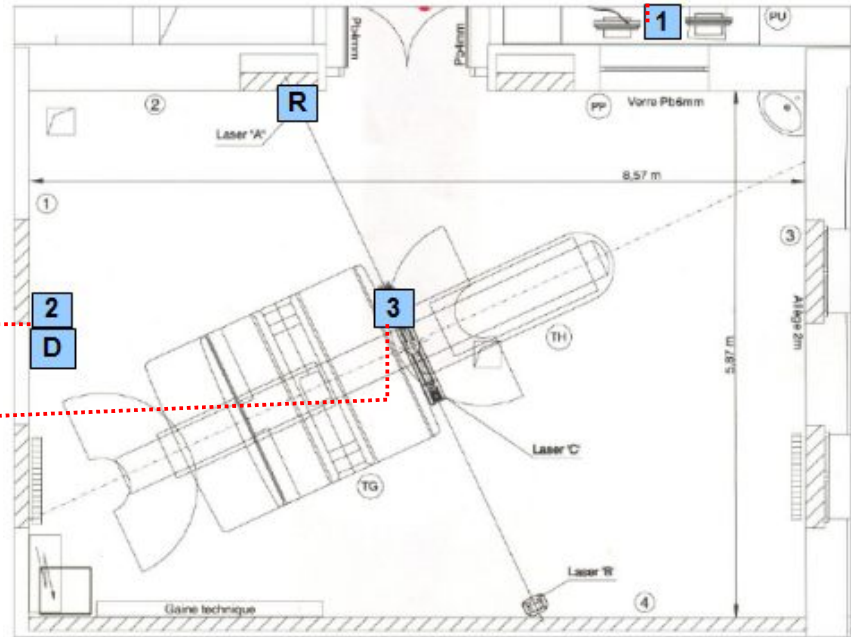 1
PU
Pb4mm
Pb4mm
2
R
PP
Verre Pb6mm
Laser "A"
8,57 m
1
3
2
3
D
TH
Allège 2m
5,87 m
Laser 'C'
TG
Laser 'B'
Gaine technique
4